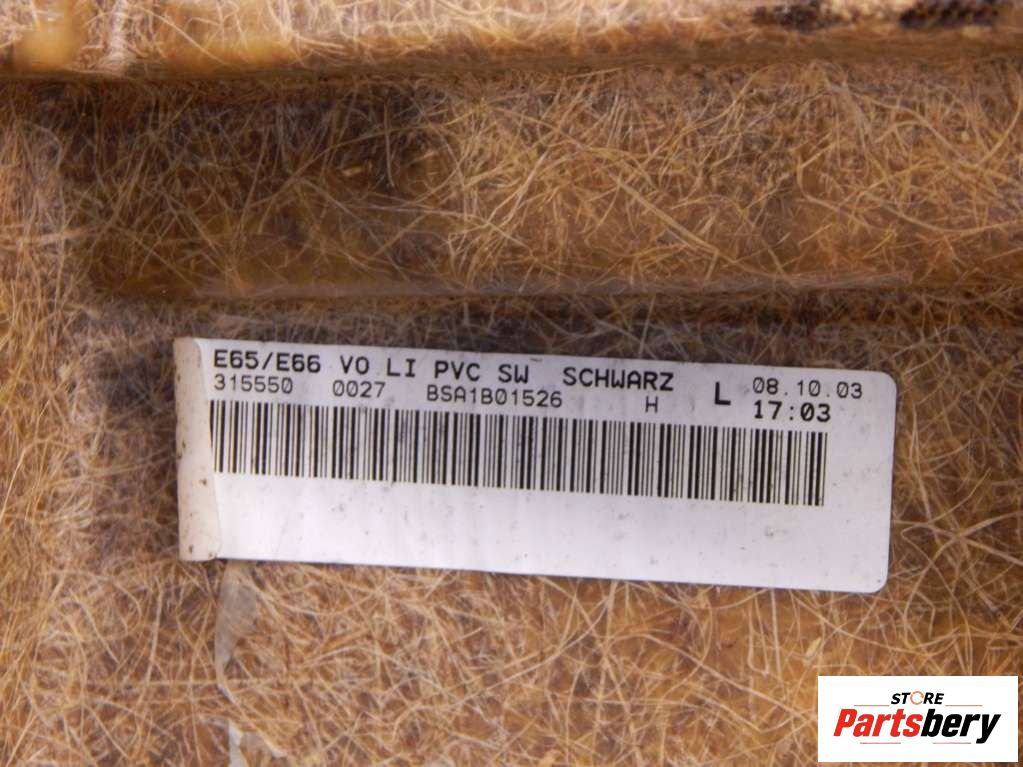 E65/E66 VO LI PVC SW SCHWARZ L 08.10.03
315550 0027 BSA1B01526 H 17:03
STORE
Partsbery